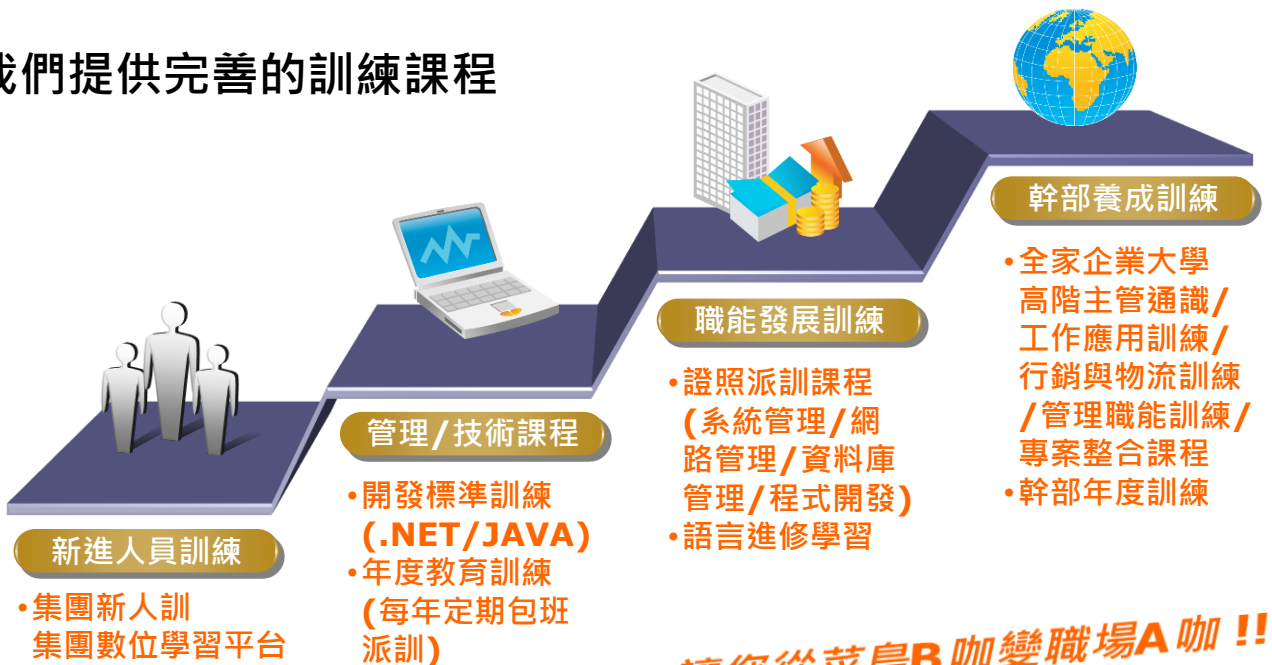 我們提供完善的訓練課程
新進人員訓練
•集團新人訓
集團數位學習平台
管理/技術課程
•開發標準訓練
(.NET/JAVA)
•年度教育訓練
(每年定期包班
派訓)
職能發展訓練
•證照派訓課程
(系統管理/網
路管理/資料庫
管理/程式開發)
•語言進修學習
幹部養成訓練
•全家企業大學
高階主管通識/
工作應用訓練/
行銷與物流訓練
/管理職能訓練/
專案整合課程
•幹部年度訓練
讓您從菜鳥B咖變職場A咖!!